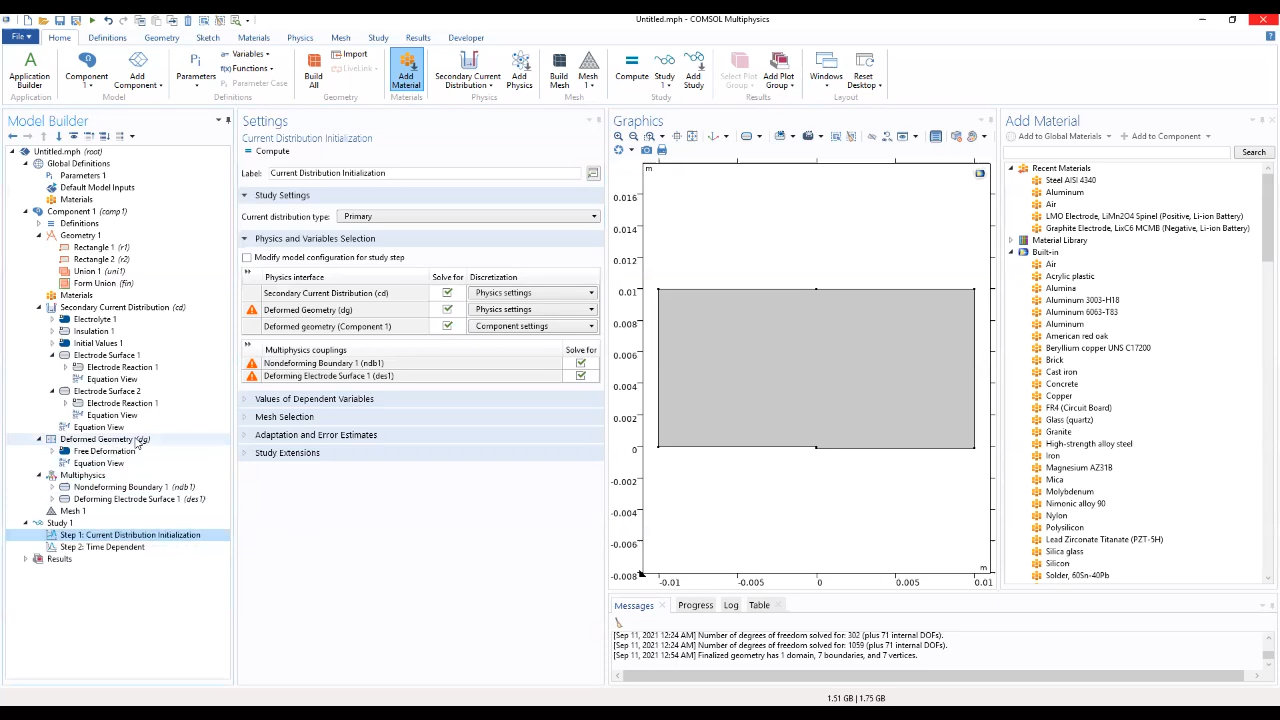 Untitled.mph - COMSOL Multiphysics
File Home Definitions Geometry Sketch Materials Physics Mesh Study Results Developer
Application Builder
Application
Component 1
Add Component
Model
Parameters
Variables
Functions
Parameter Case
Definitions
Build All
Import
LiveLink
Geometry
Add Material
Materials
Secondary Current Distribution
Add Physics
Physics
Build Mesh
Mesh 1
Mesh
Compute
Study 1
Add Study
Study
Select Plot Group
Add Plot Group
Results
Windows
Reset Desktop
Layout
Model Builder
Untitled.mph (root)
Global Definitions
Parameters 1
Default Model Inputs
Materials
Component 1 (comp1)
Definitions
Geometry 1
Rectangle 1 (r1)
Rectangle 2 (r2)
Union 1 (uni1)
Form Union (fin)
Materials
Secondary Current Distribution (cd)
Electrolyte 1
Insulation 1
Initial Values 1
Electrode Surface 1
Electrode Reaction 1
Equation View
Electrode Surface 2
Electrode Reaction 1
Equation View
Equation View
Deformed Geometry (dg)
Free Deformation
Equation View
Multiphysics
Nondeforming Boundary 1 (ndb1)
Deforming Electrode Surface 1 (des1)
Mesh 1
Study 1
Step 1: Current Distribution Initialization
Step 2: Time Dependent
Results
Settings
Current Distribution Initialization
= Compute
Label: Current Distribution Initialization
Study Settings
Current distribution type: Primary
Physics and Variables Selection
Modify model configuration for study step
Physics interface Solve for Discretization
Secondary Current Distribution (cd) Physics settings
Deformed Geometry (dg) Physics settings
Deformed geometry (Component 1) Component settings
Multiphysics couplings Solve for
Nondeforming Boundary 1 (ndb1)
Deforming Electrode Surface 1 (des1)
Values of Dependent Variables
Mesh Selection
Adaptation and Error Estimates
Study Extensions
Graphics
m
0.016
0.014
0.012
0.01
0.008
0.006
0.004
0.002
0
-0.002
-0.004
-0.006
-0.008
m
-0.01 -0.005 0 0.005 0.01
Messages Progress Log Table
[Sep 11, 2021 12:24 AM] Number of degrees of freedom solved for: 302 (plus 71 internal DOFs).
[Sep 11, 2021 12:24 AM] Number of degrees of freedom solved for: 1059 (plus 71 internal DOFs).
[Sep 11, 2021 12:54 AM] Finalized geometry has 1 domain, 7 boundaries, and 7 vertices.
Add Material
Add to Global Materials Add to Component
Search
Recent Materials
Steel AISI 4340
Aluminum
Air
LMO Electrode, LiMn2O4 Spinel (Positive, Li-ion Battery)
Graphite Electrode, LixC6 MCMB (Negative, Li-ion Battery)
Material Library
Built-in
Air
Acrylic plastic
Alumina
Aluminum 3003-H18
Aluminum 6063-T83
Aluminum
American red oak
Beryllium copper UNS C17200
Brick
Concrete
Copper
FR4 (Circuit Board)
Glass (quartz)
Granite
High-strength alloy steel
Iron
Magnesium AZ31B
Mica
Molybdenum
Nimonic alloy 90
Nylon
Polysilicon
Lead Zirconate Titanate (PZT-5H)
Silica glass
Silicon
Solder, 60Sn-40Pb
1.51 GB | 1.75 GB